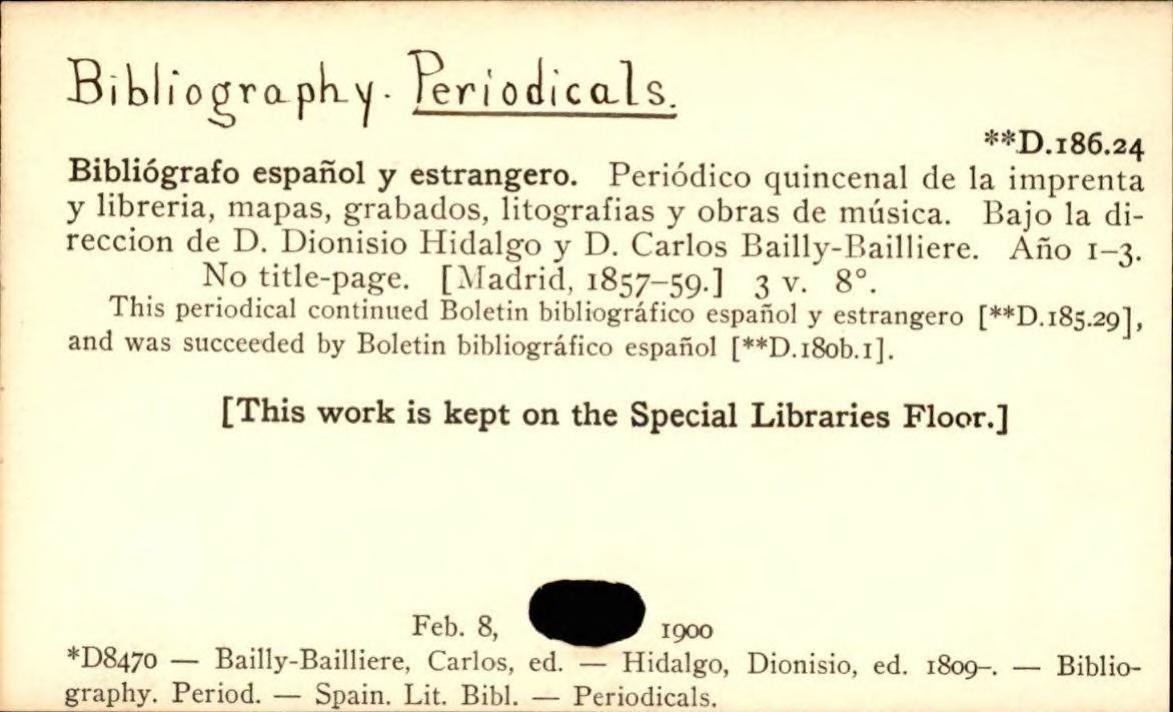 Bibliography. Periodicals.
**D.186.24
Bibliógrafo español y estrangero. Periódico quincenal de la imprenta
y libreria, mapas, grabados, litografias y obras de música. Bajo la di-
reccion de D. Dionisio Hidalgo y D. Carlos Bailly-Bailliere. Año 1-3.
No title-page. [Madrid, 1857-59.] 3 v. 8°.
This periodical continued Boletin bibliográfico español y estrangero [**D.185.29],
and was succeeded by Boletin bibliográfico español [**D.180b.1].
[This work is kept on the Special Libraries Floor.]
Feb. 8, 1900
*D8470 — Bailly-Bailliere, Carlos, ed. — Hidalgo, Dionisio, ed. 1809-. — Biblio-
graphy. Period. — Spain. Lit. Bibl. — Periodicals.